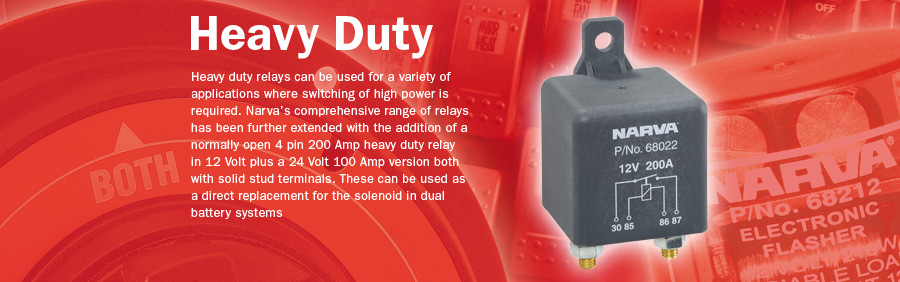 Heavy Duty
Heavy duty relays can be used for a variety of
applications where switching of high power is
required. Narva's comprehensive range of relays
has been further extended with the addition of a
normally open 4 pin 200 Amp heavy duty relay
in 12 Volt plus a 24 Volt 100 Amp version both
with solid stud terminals. These can be used as
a direct replacement for the solenoid in dual
battery systems
BOTH
OFF
NARVA
P/No. 68022
12V 200A
30 85 86 87
NARVA®
P/No. 68212
ELECTRONIC
FLASHER